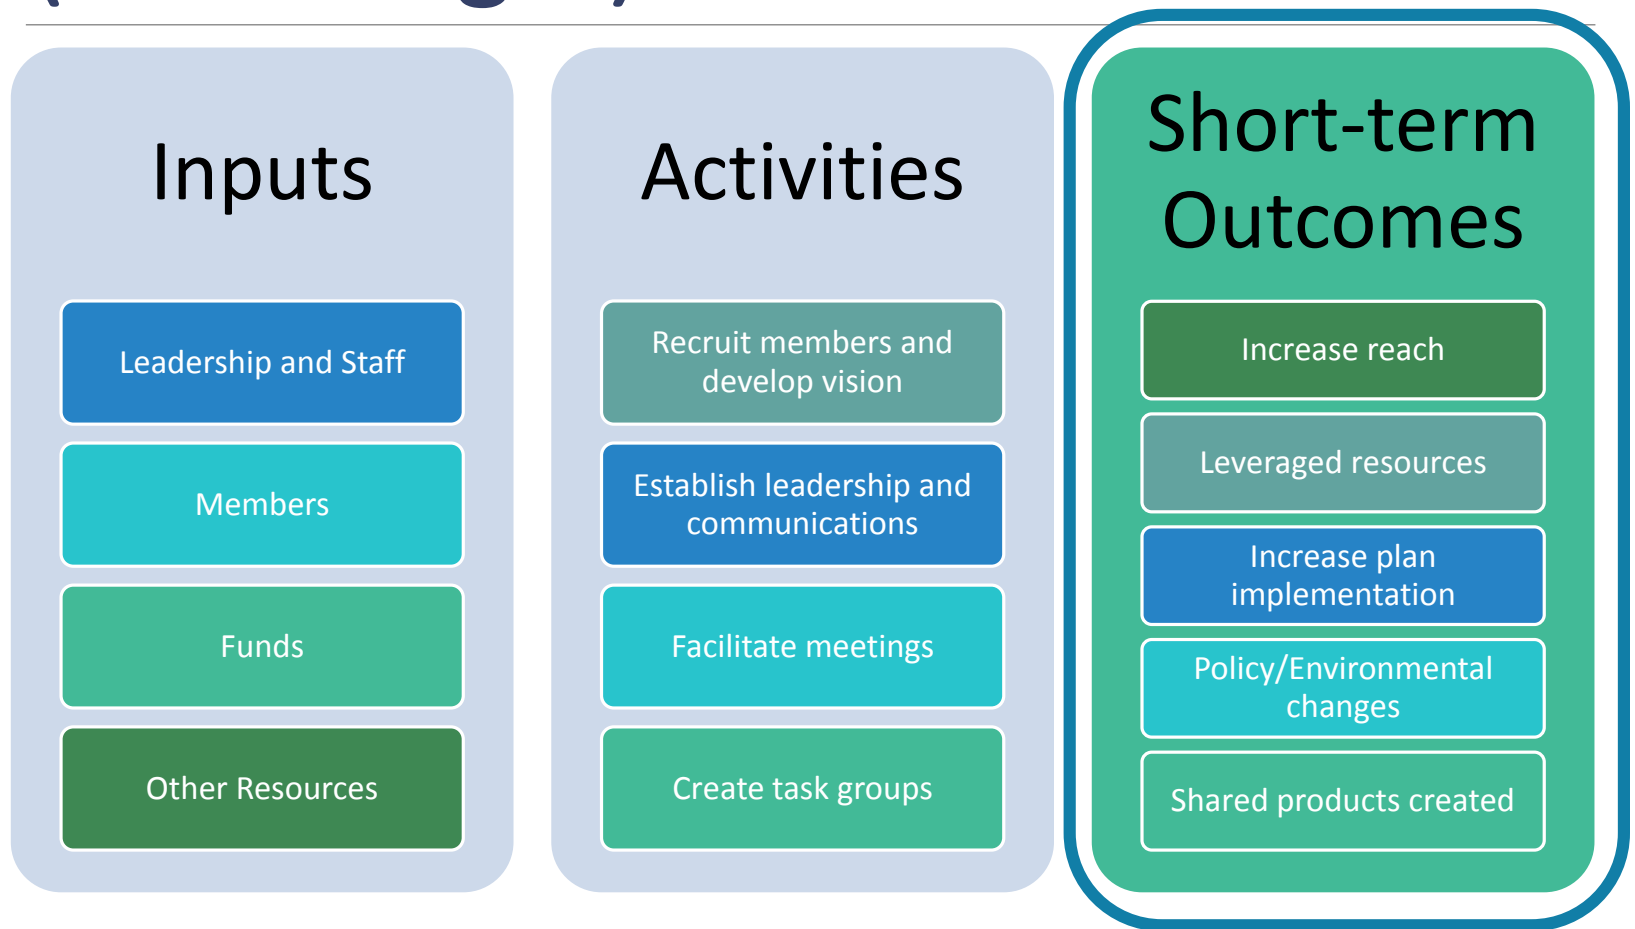 Inputs
Leadership and Staff
Members
Funds
Other Resources
Activities
Recruit members and
develop vision
Establish leadership and
communications
Facilitate meetings
Create task groups
Short-term
Outcomes
Increase reach
Leveraged resources
Increase plan
implementation
Policy/Environmental
changes
Shared products created